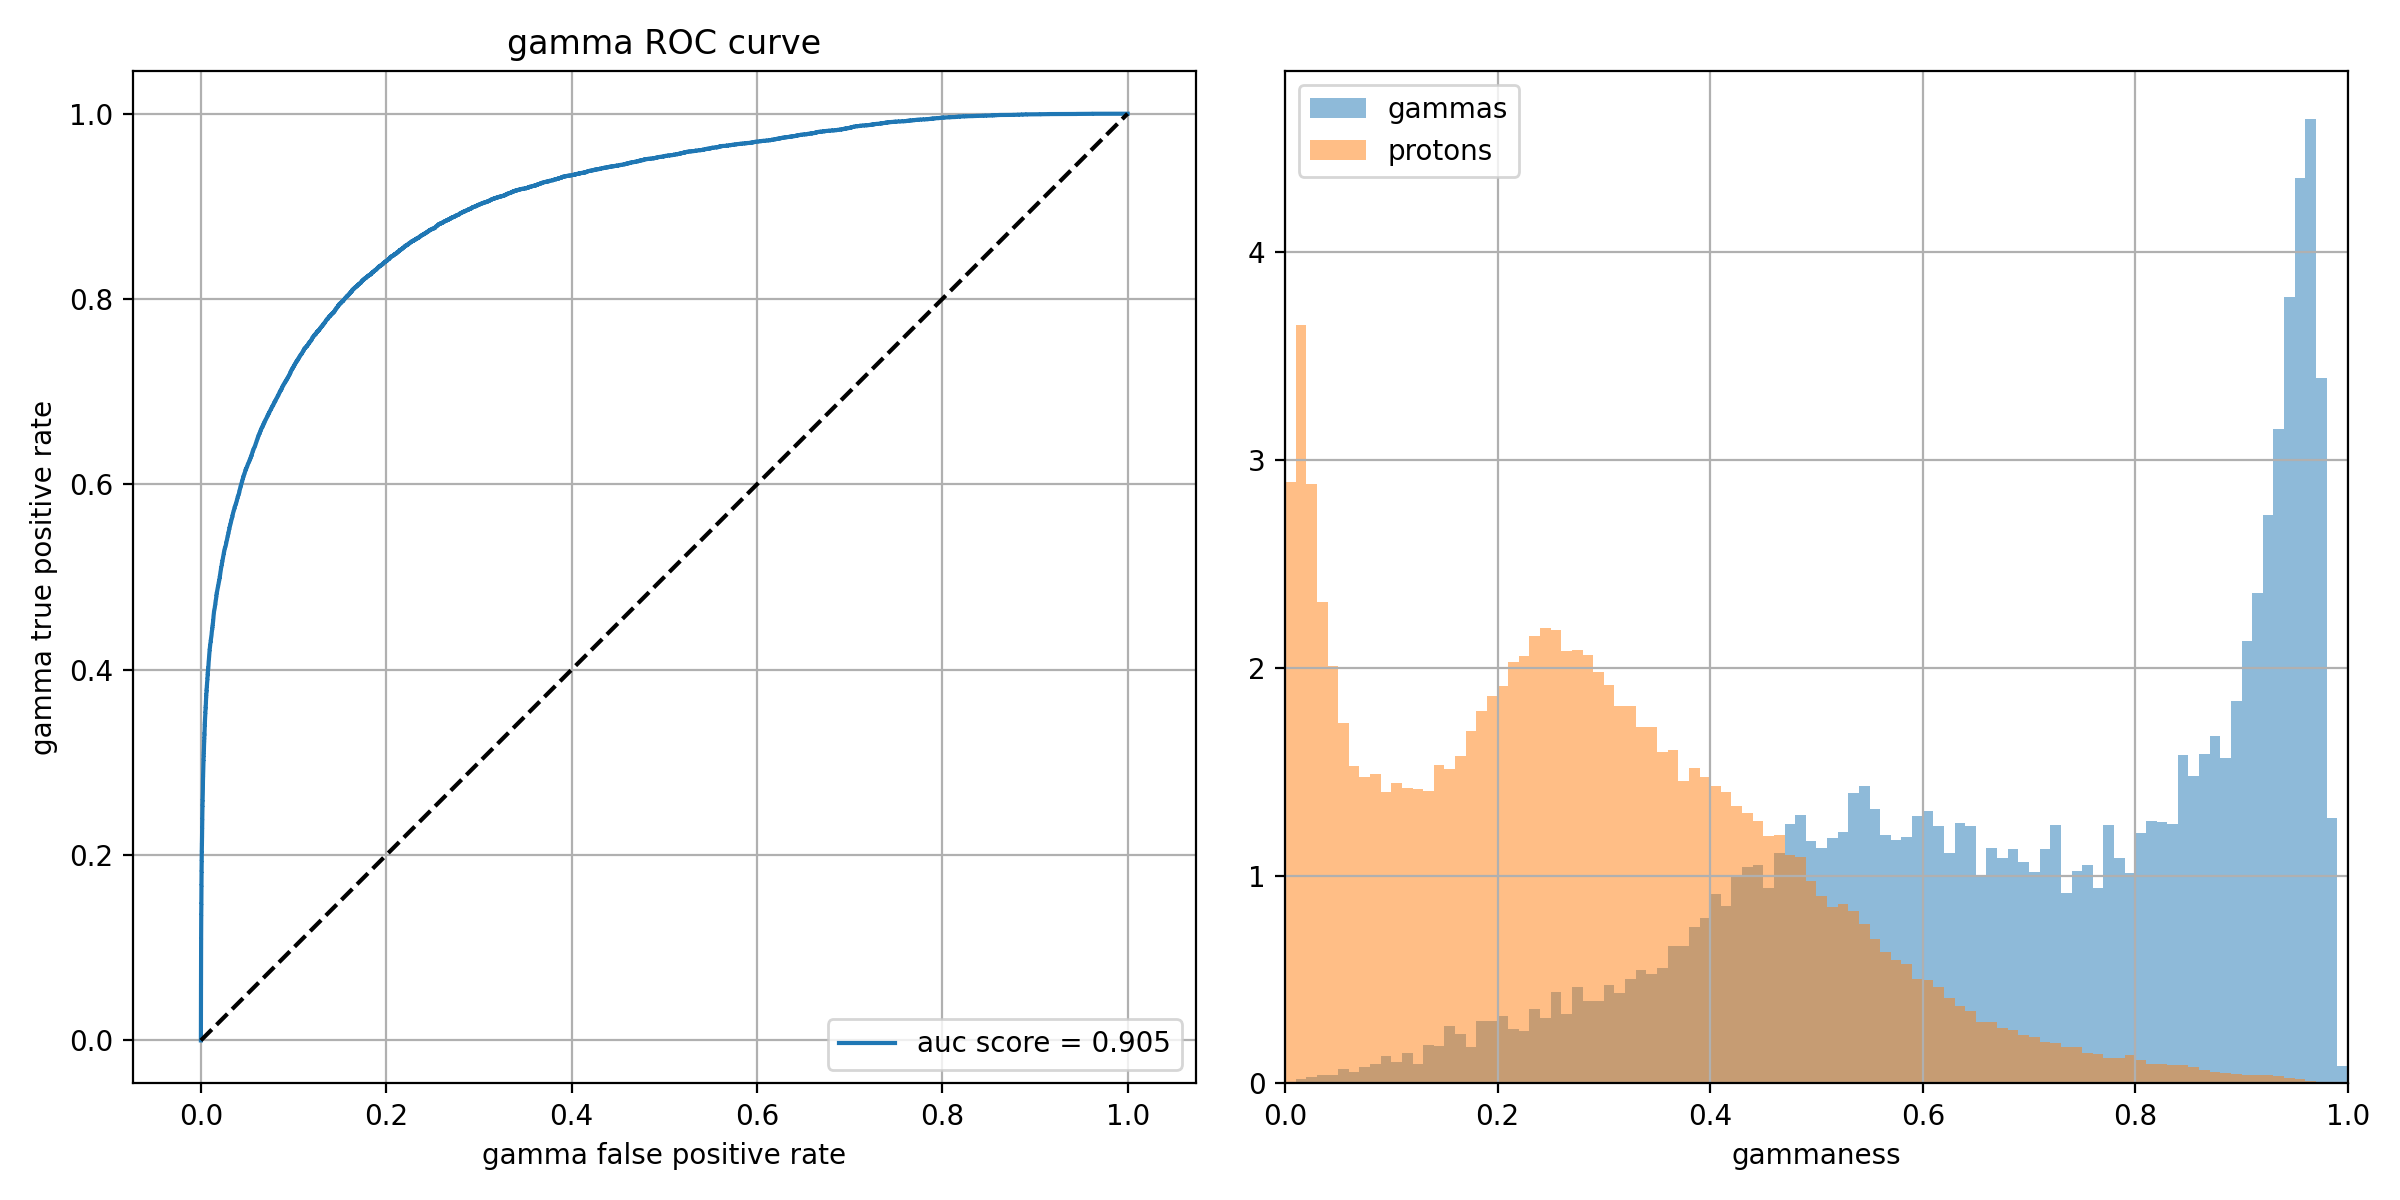 gamma ROC curve
1.0
0.8
0.6
0.4
0.2
0.0
gamma true positive rate
auc score = 0.905
0.0 0.2 0.4 0.6 0.8 1.0
gamma false positive rate
gammas
protons
4
3
2
1
0
0.0 0.2 0.4 0.6 0.8 1.0
gammaness